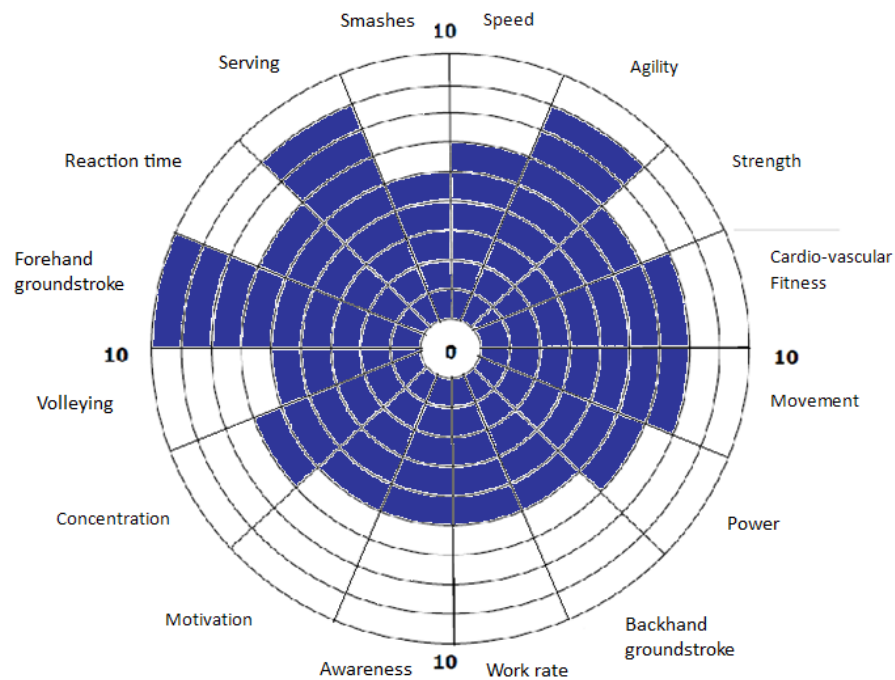 Smashes
10
Speed
Serving
Agility
Reaction time
Strength
Forehand
groundstroke
Cardio-vascular
Fitness
10
0
10
Volleying
Movement
Concentration
Power
Motivation
Backhand
groundstroke
Awareness
10
Work rate